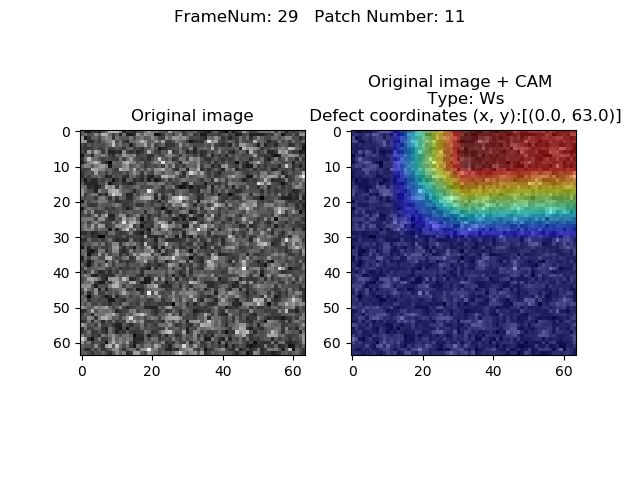 FrameNum: 29   Patch Number: 11
Original image
Original image + CAM
Type: Ws
Defect coordinates (x, y):[(0.0, 63.0)]
0
10
20
30
40
50
60
0 20 40 60
0
10
20
30
40
50
60
0 20 40 60